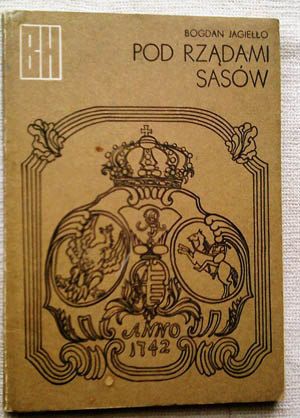 BH
BOGDAN JAGIEŁŁO
POD RZĄDAMI
SASÓW
ANNO
1742